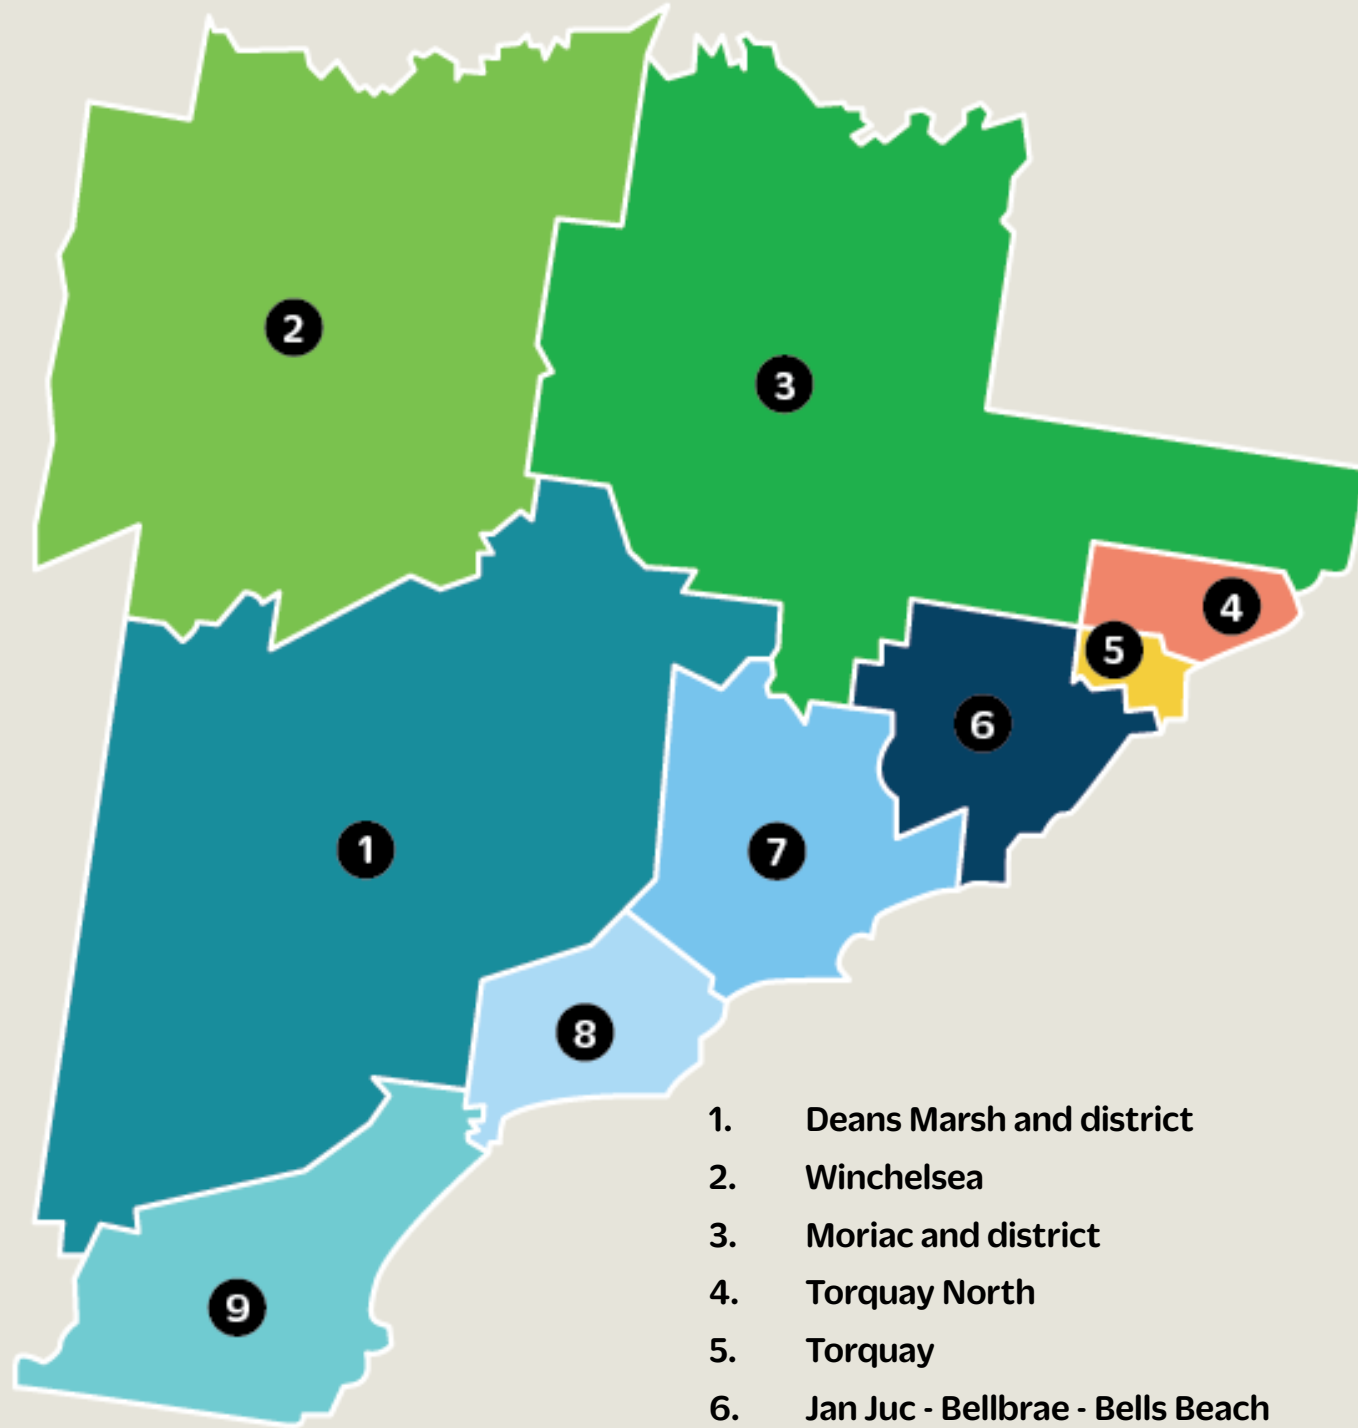 2
3
4
5
6
1
7
8
9
1. Deans Marsh and district
2. Winchelsea
3. Moriac and district
4. Torquay North
5. Torquay
6. Jan Juc - Bellbrae - Bells Beach